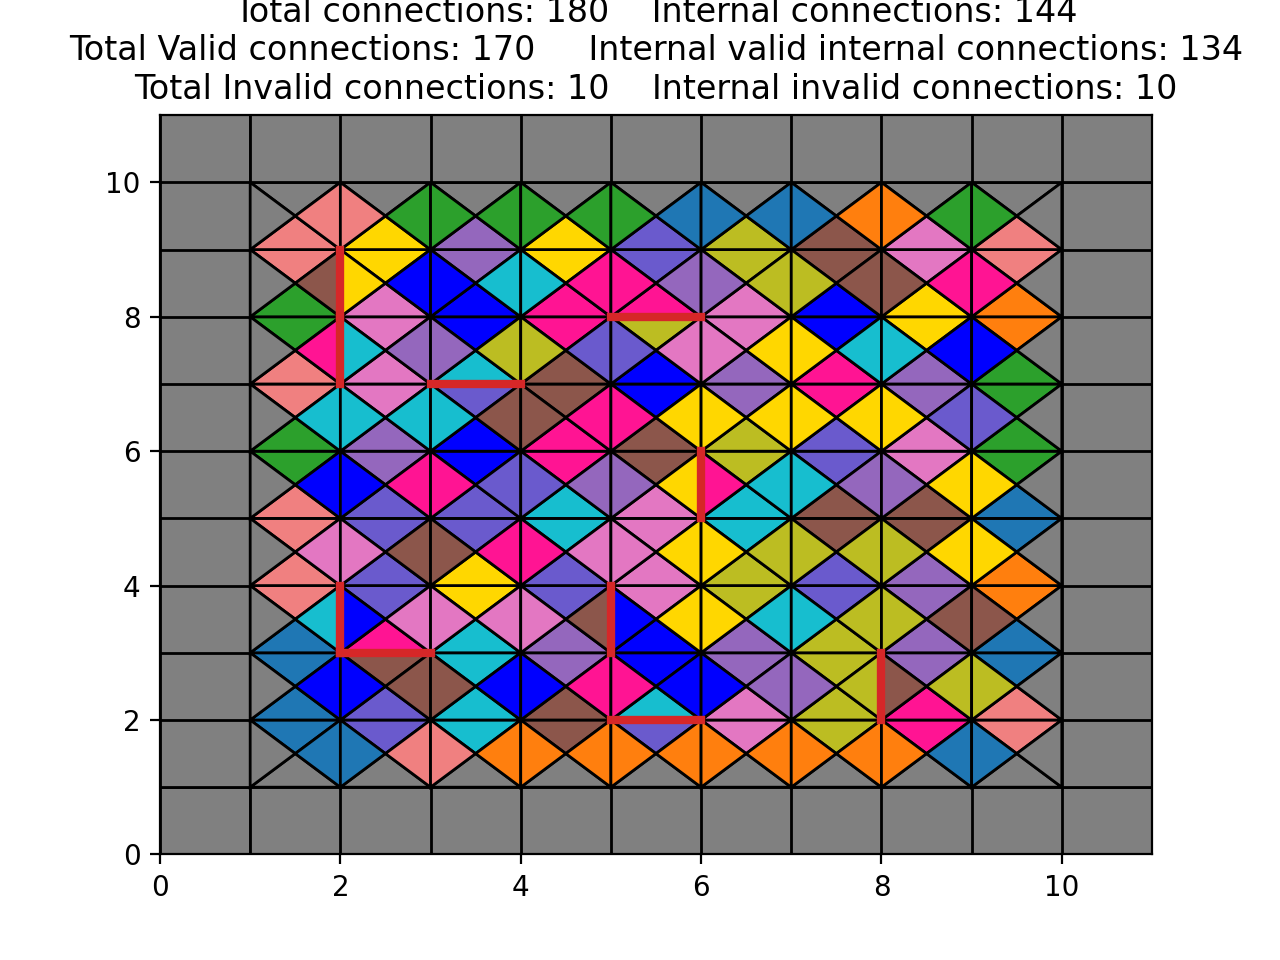 Total connections: 180 Internal connections: 144
Total Valid connections: 170 Internal valid internal connections: 134
Total Invalid connections: 10 Internal invalid connections: 10
10
8
6
4
2
0
0 2 4 6 8 10